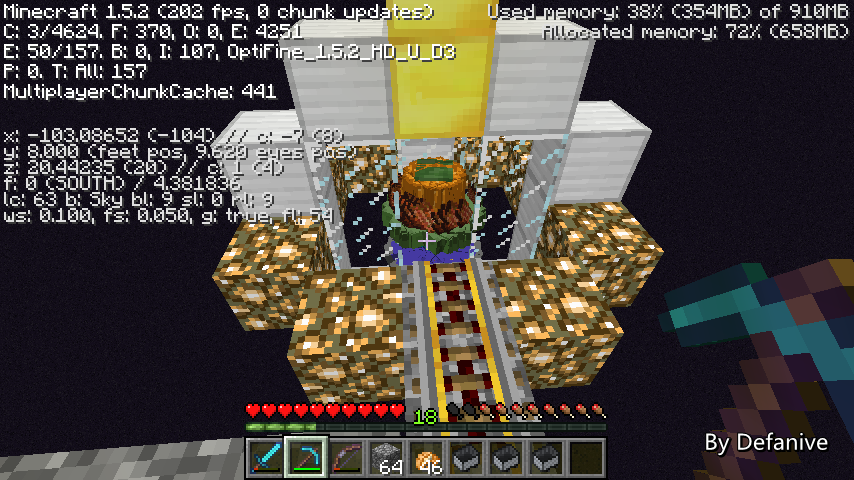 Minecraft 1.5.2 (202 fps, 0 chunk updates)
Used memory: 38% (354MB) of 910MB
C: 3/4624, F: 370, O: 0, E: 4251
Allocated memory: 72% (658MB)
E: 50/157. B: 0, I: 107, OptiFine_1.5.2_HD_U_D3
P: 0. T: All: 157
MultiplayerChunkCache: 441
x: -103.08652 (-104) // c: -7 (8)
y: 8.000 (feet pos, 9.620 eyes pos)
z: 20.44235 (20) // c: 1 (4)
f: 0 (SOUTH) / 4.381836
lc: 63 b: Sky bl: 9 sl: 0 rl: 9
ws: 0.100, fs: 0.050, g: true, fl: 54
18
64
46
By Defanive